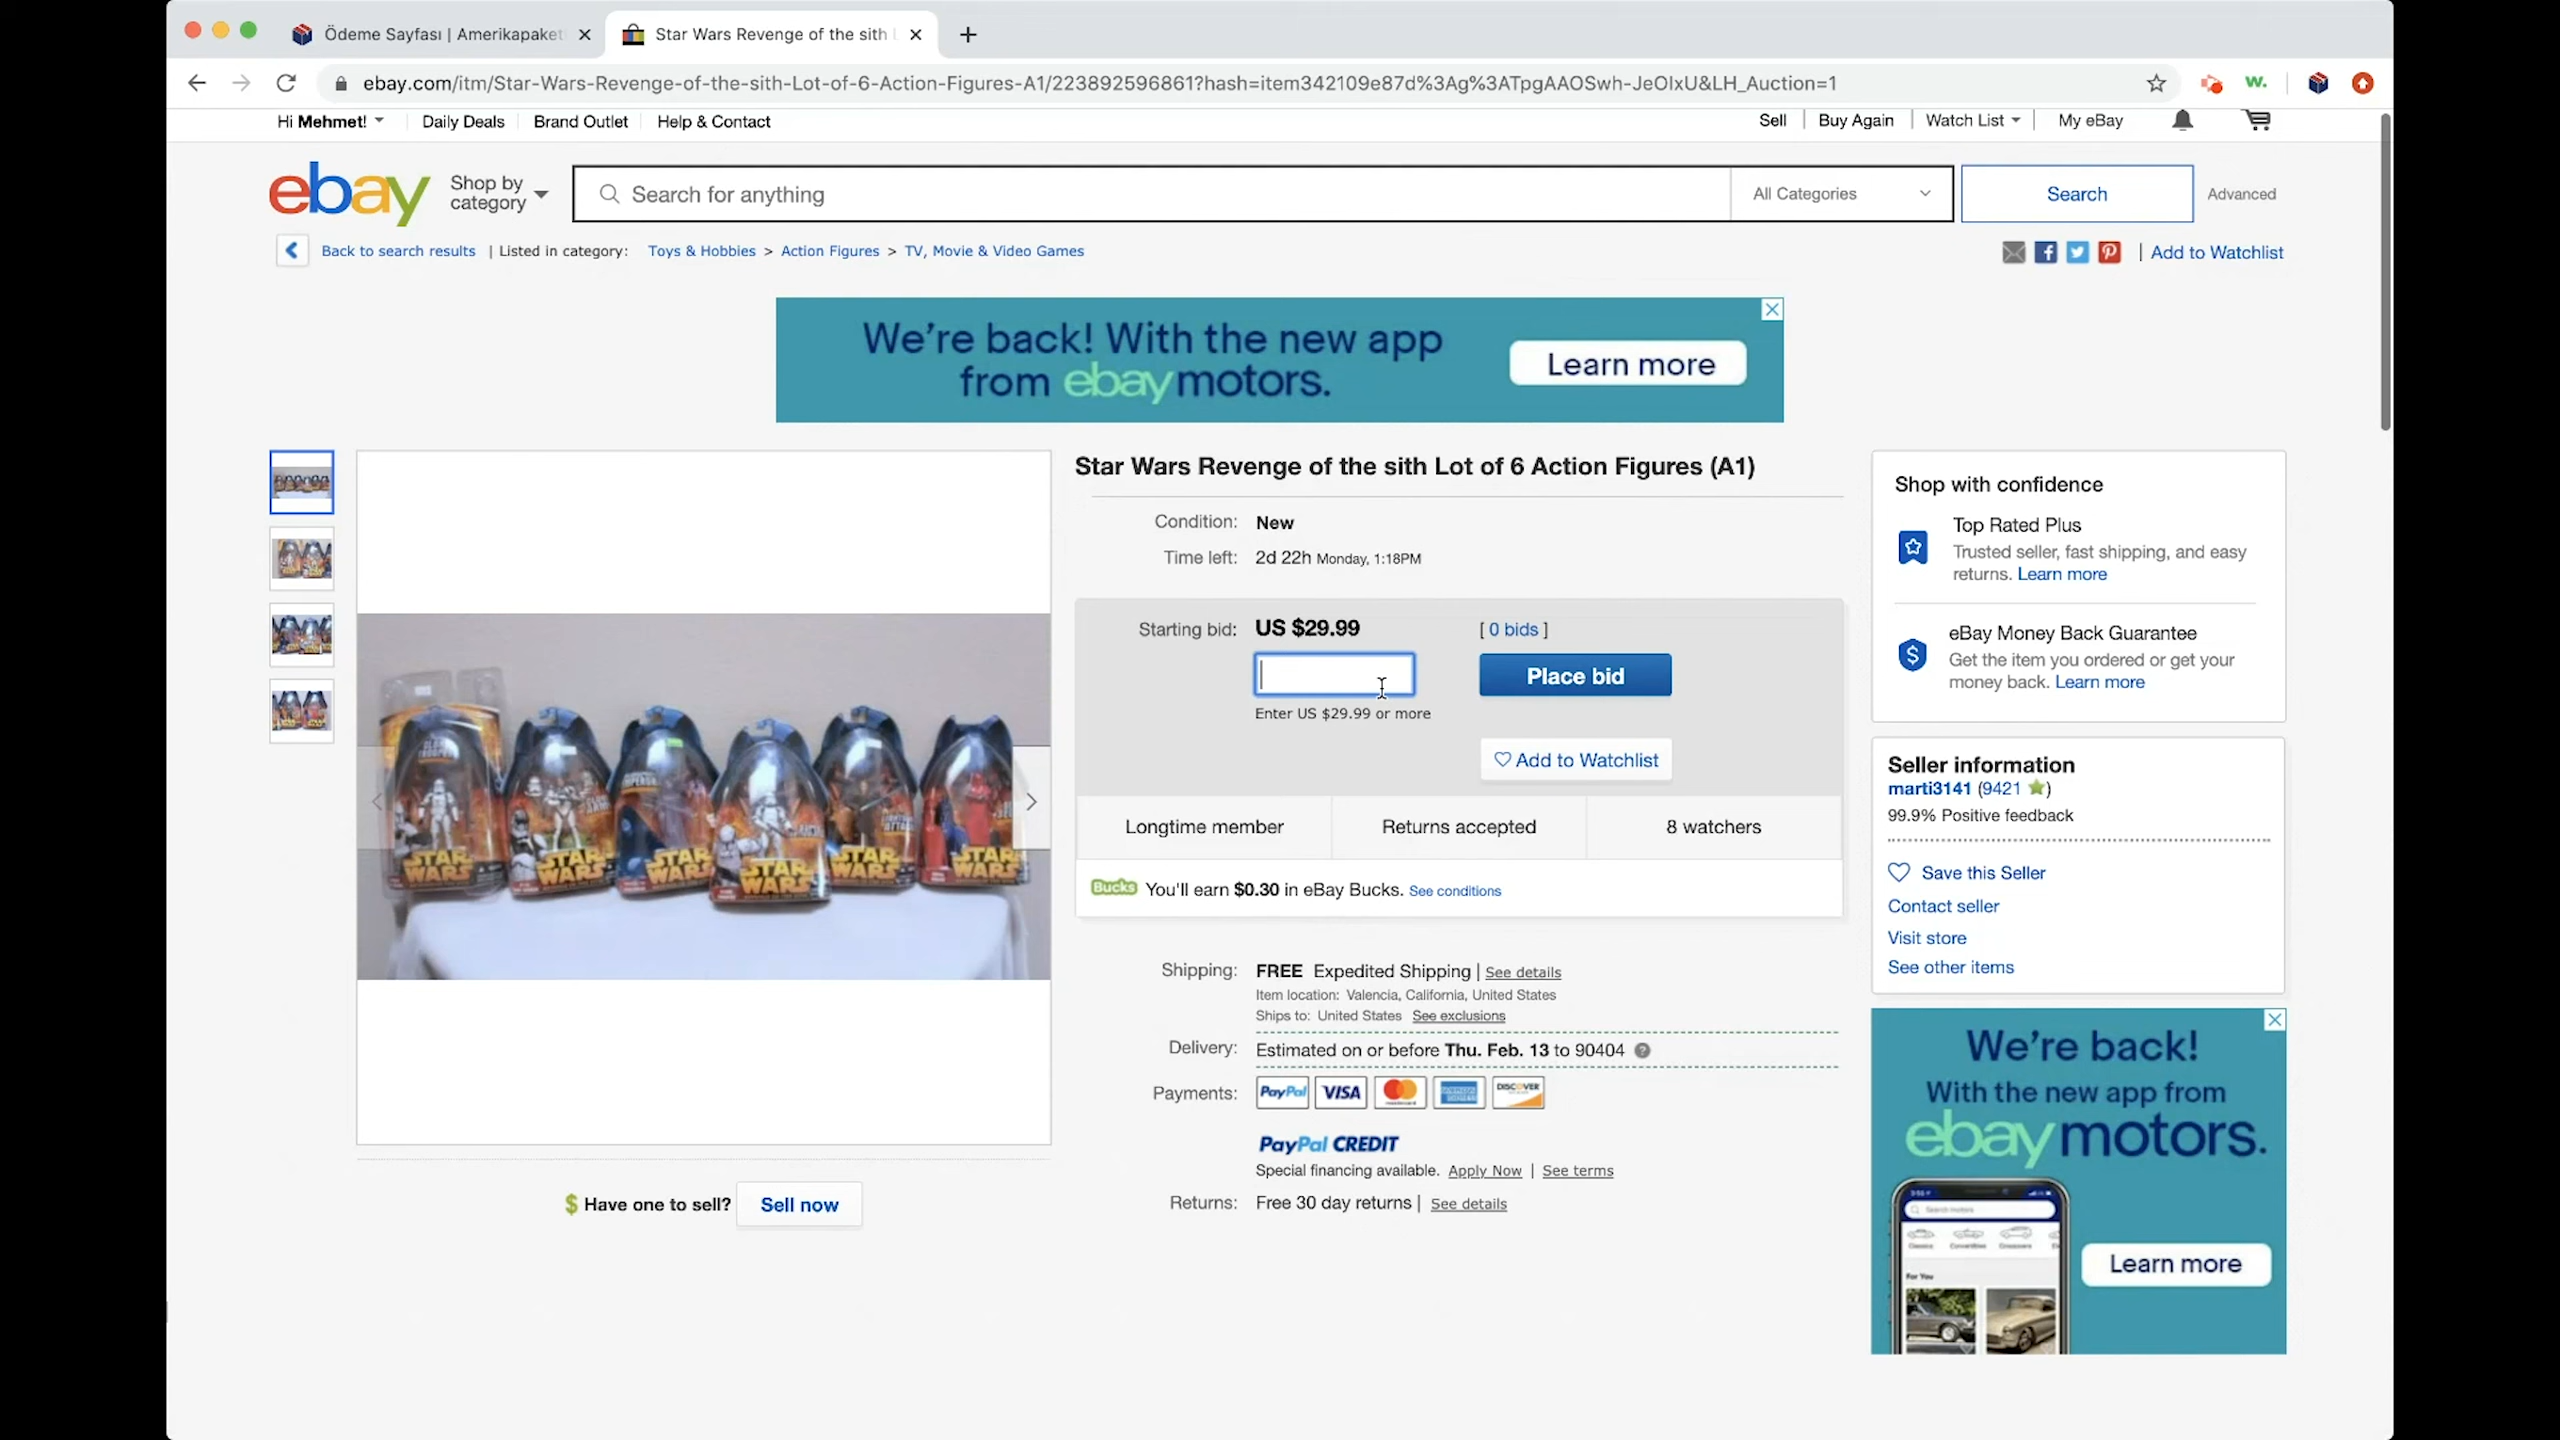 Ödeme Sayfası | Amerikapaket
Star Wars Revenge of the sith
ebay.com/itm/Star-Wars-Revenge-of-the-sith-Lot-of-6-Action-Figures-A1/223892596861?hash=item342109e87d%3Ag%3ATpgAAOSwh-JeOlxU&LH_Auction=1
w.
Hi Mehmet! Daily Deals Brand Outlet Help & Contact
Sell Buy Again Watch List My eBay
ebay
Shop by
category
Search for anything
All Categories
Search
Advanced
Back to search results | Listed in category: Toys & Hobbies > Action Figures > TV, Movie & Video Games
| Add to Watchlist
We're back! With the new app
from ebay motors.
Learn more
Star Wars Revenge of the sith Lot of 6 Action Figures (A1)
Condition: New
Time left: 2d 22h Monday, 1:18PM
Starting bid: US $29.99 [ 0 bids ]
Place bid
Enter US $29.99 or more
Add to Watchlist
Longtime member
Returns accepted
8 watchers
Bucks You'll earn $0.30 in eBay Bucks. See conditions
Shipping: FREE Expedited Shipping | See details
Item location: Valencia, California, United States
Ships to: United States See exclusions
Delivery: Estimated on or before Thu. Feb. 13 to 90404
Payments: PayPal VISA mastercard AMERICAN EXPRESS DISCOVER
PayPal CREDIT
Special financing available. Apply Now | See terms
Returns: Free 30 day returns | See details
STAR WARS
STAR WARS
STAR WARS
STAR WARS
STAR WARS
STAR WARS
$ Have one to sell? Sell now
Shop with confidence
Top Rated Plus
Trusted seller, fast shipping, and easy
returns. Learn more
eBay Money Back Guarantee
Get the item you ordered or get your
money back. Learn more
Seller information
marti3141 (9421)
99.9% Positive feedback
Save this Seller
Contact seller
Visit store
See other items
We're back!
With the new app from
ebay motors.
Search motors
For You
Learn more